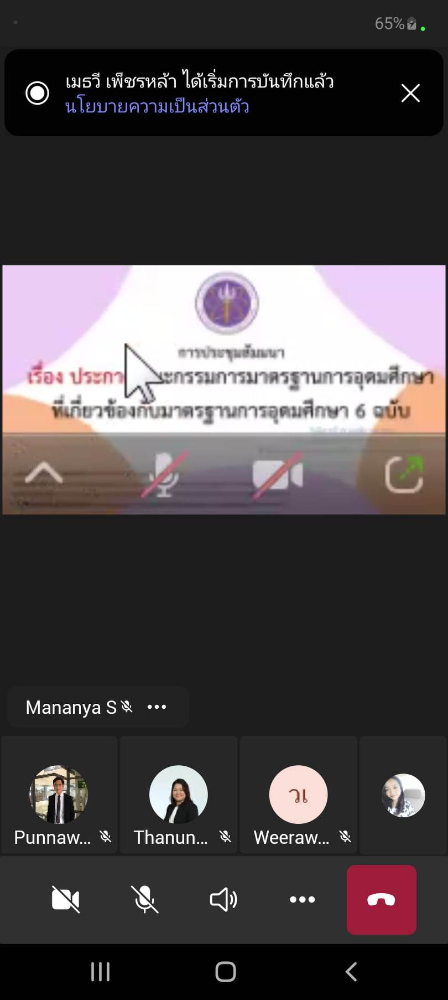 65%
เมธวี เพ็ชรหล้า ได้เริ่มการบันทึกแล้ว
นโยบายความเป็นส่วนตัว
การประชุมสัมมนา
เรื่อง ประกา ะกรรมการมาตรฐานการอุดมศึกษา
ที่เกี่ยวข้องกับมาตรฐานการอุดมศึกษา 6 ฉบับ
Mananya S
วเ
Punnaw...
Thanun...
Weeraw...